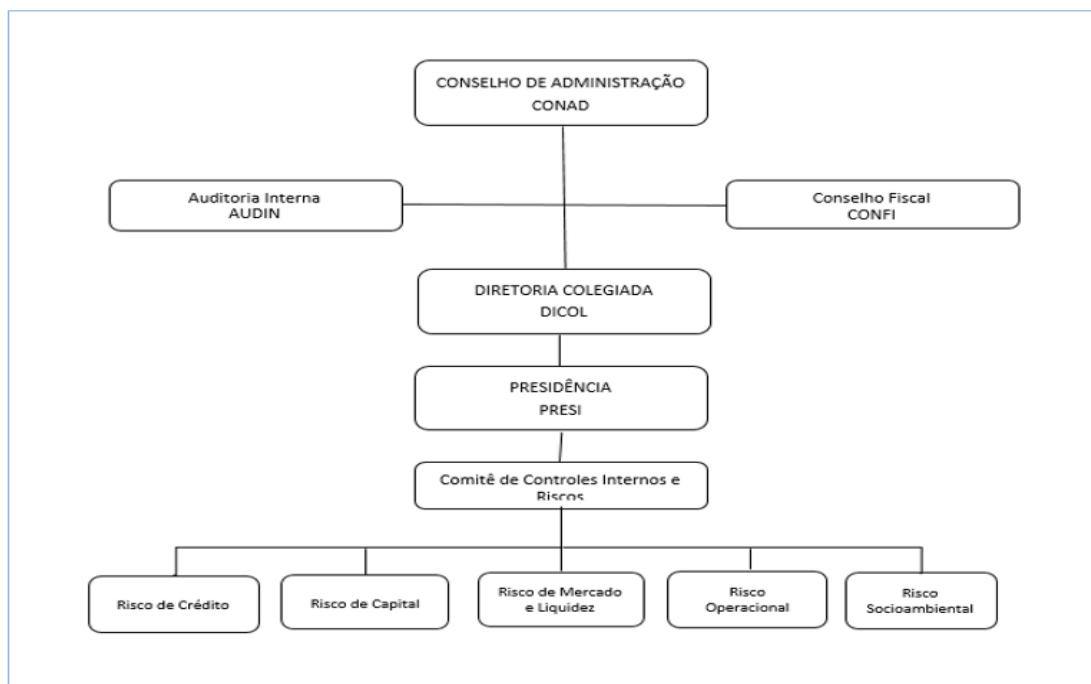 CONSELHO DE ADMINISTRAÇÃO
CONAD
Auditoria Interna
AUDIN
Conselho Fiscal
CONFI
DIRETORIA COLEGIADA
DICOL
PRESIDÊNCIA
PRESI
Comitê de Controles Internos e
Riscos
Risco de Crédito
Risco de Capital
Risco de Mercado
e Liquidez
Risco
Operacional
Risco
Socioambiental